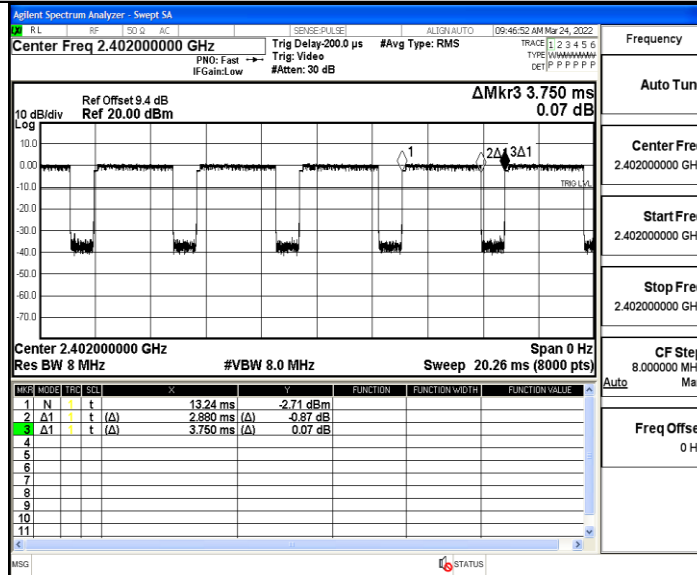 Agilent Spectrum Analyzer - Swept SA
LXI RL RF 50 Ω AC SENSE:PULSE ALIGN AUTO 09:46:52 AM Mar 24, 2022
Center Freq 2.402000000 GHz Trig Delay-200.0 µs #Avg Type: RMS TRACE 1 2 3 4 5 6
PNO: Fast Trig: Video TYPE WWWWWW
IFGain:Low #Atten: 30 dB DET P P P P P P
ΔMkr3 3.750 ms
0.07 dB
Ref Offset 9.4 dB
10 dB/div Ref 20.00 dBm
Log
10.0
0.00
-10.0
-20.0
-30.0
-40.0
-50.0
-60.0
-70.0
1 2Δ1 3Δ1
TRIG LVL
Center 2.402000000 GHz Span 0 Hz
Res BW 8 MHz #VBW 8.0 MHz Sweep 20.26 ms (8000 pts)
MKR MODE TRC SCL X Y FUNCTION FUNCTION WIDTH FUNCTION VALUE
1 N 1 t 13.24 ms -2.71 dBm
2 Δ1 1 t (Δ) 2.880 ms (Δ) -0.87 dB
3 Δ1 1 t (Δ) 3.750 ms (Δ) 0.07 dB
4
5
6
7
8
9
10
11
MSG STATUS
Frequency
Auto Tun
Center Fre
2.402000000 GH
Start Fre
2.402000000 GH
Stop Fre
2.402000000 GH
CF Step
8.000000 MH
Auto Ma
Freq Offse
0 H